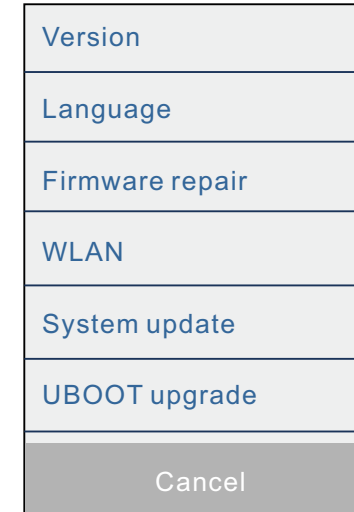 Version
Language
Firmware repair
WLAN
System update
UBOOT upgrade
Cancel